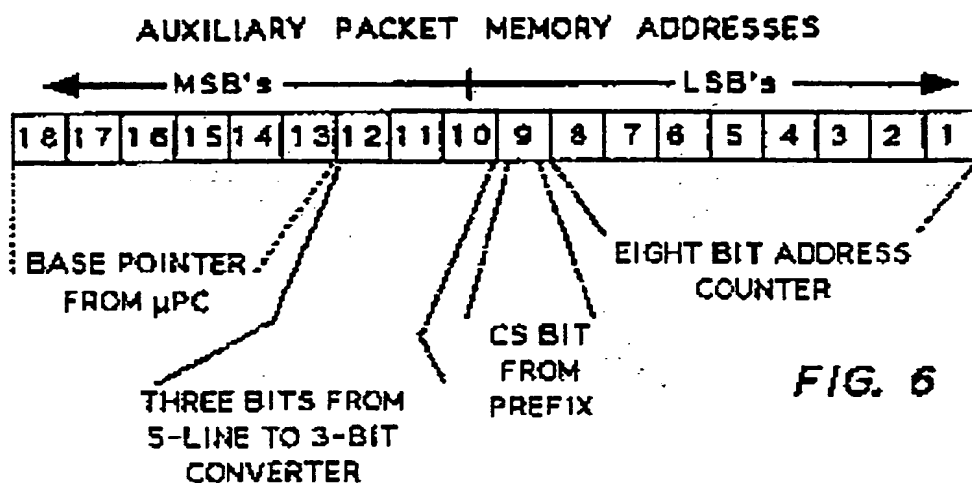 AUXILIARY PACKET MEMORY ADDRESSES
MSB's LSB's
18 17 16 15 14 13 12 11 10 9 8 7 6 5 4 3 2 1
BASE POINTER
FROM µPC
EIGHT BIT ADDRESS
COUNTER
CS BIT
FROM
PREFIX
THREE BITS FROM
5-LINE TO 3-BIT
CONVERTER
FIG. 6